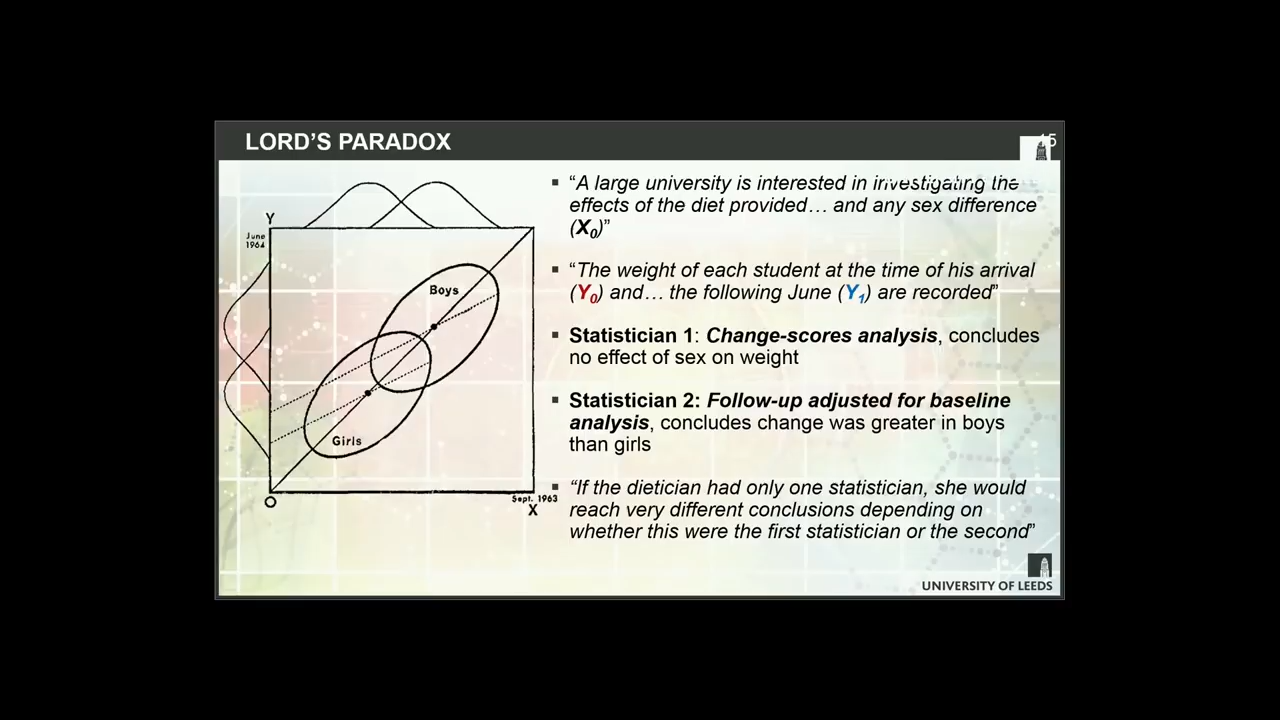 LORD'S PARADOX
15
Y
June
1964
Boys
Girls
O
Sept. 1963
X
▪ “A large university is interested in investigating the
effects of the diet provided… and any sex difference
(X0)”
▪ “The weight of each student at the time of his arrival
(Y0) and… the following June (Y1) are recorded”
▪ Statistician 1: Change-scores analysis, concludes
no effect of sex on weight
▪ Statistician 2: Follow-up adjusted for baseline
analysis, concludes change was greater in boys
than girls
▪ “If the dietician had only one statistician, she would
reach very different conclusions depending on
whether this were the first statistician or the second”
UNIVERSITY OF LEEDS